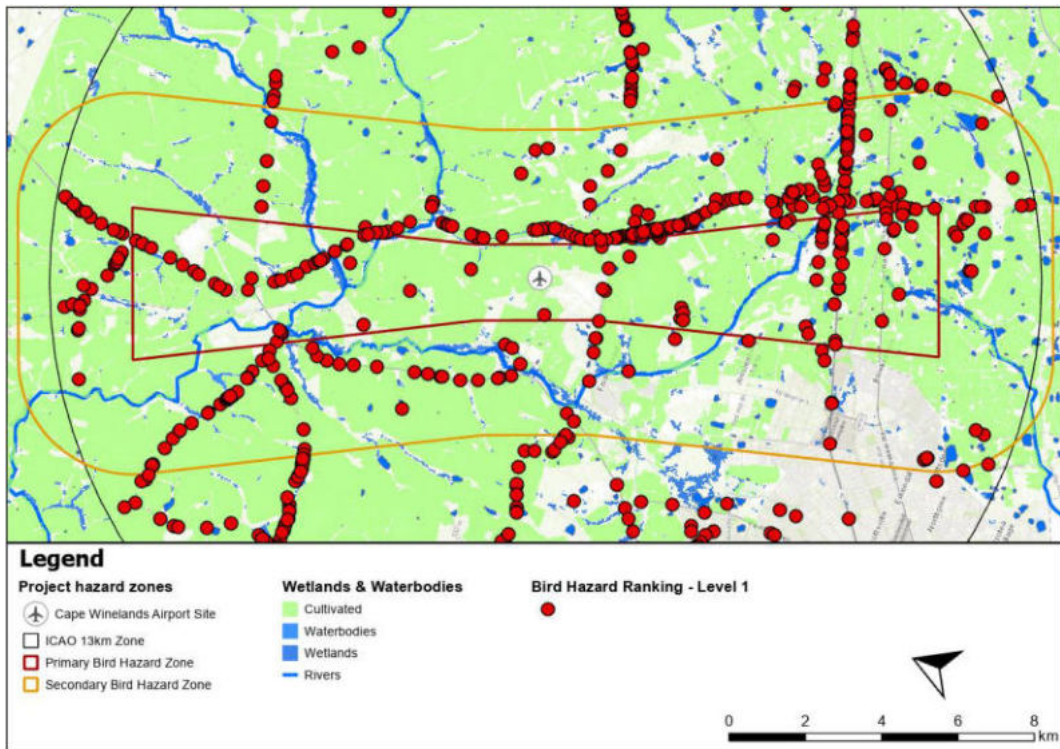 Legend
Project hazard zones
Cape Winelands Airport Site
ICAO 13km Zone
Primary Bird Hazard Zone
Secondary Bird Hazard Zone
Wetlands & Waterbodies
Cultivated
Waterbodies
Wetlands
Rivers
Bird Hazard Ranking - Level 1
0 2 4 6 8
km